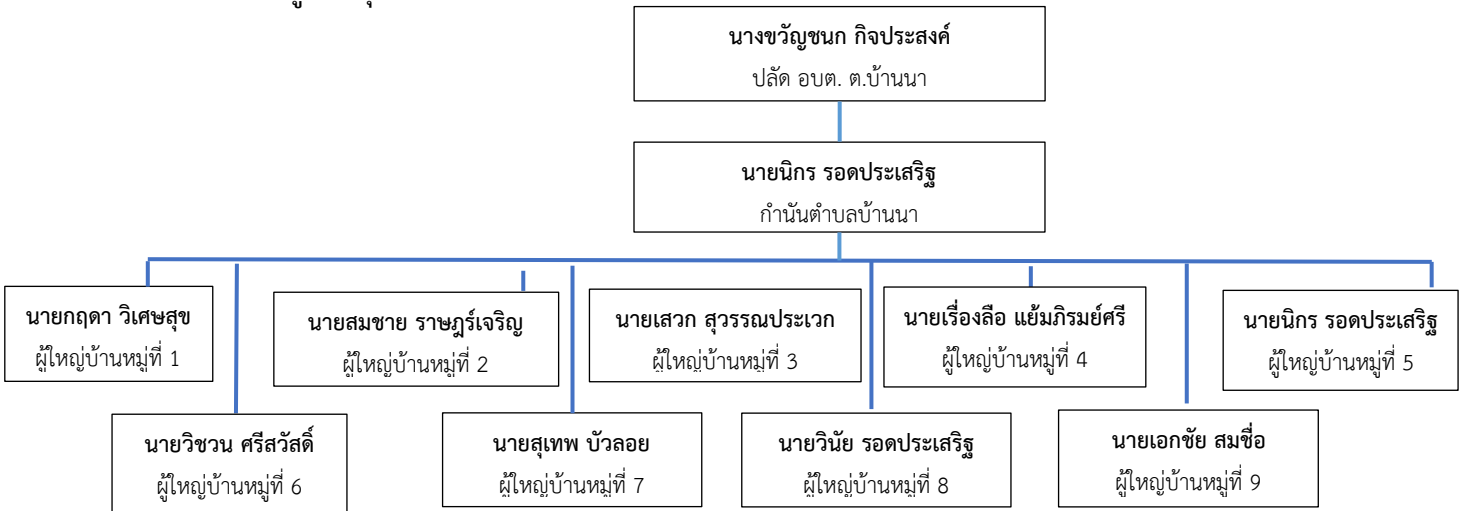 นางขวัญชนก กิจประสงค์
ปลัด อบต. ต.บ้านนา
นายนิกร รอดประเสริฐ
กำนันตำบลบ้านนา
นายกฤดา วิเศษสุข
ผู้ใหญ่บ้านหมู่ที่ 1
นายสมชาย ราษฎร์เจริญ
ผู้ใหญ่บ้านหมู่ที่ 2
นายเสวก สุวรรณประเวก
ผู้ใหญ่บ้านหมู่ที่ 3
นายเรื่องลือ แย้มภิรมย์ศรี
ผู้ใหญ่บ้านหมู่ที่ 4
นายนิกร รอดประเสริฐ
ผู้ใหญ่บ้านหมู่ที่ 5
นายวิชวน ศรีสวัสดิ์
ผู้ใหญ่บ้านหมู่ที่ 6
นายสุเทพ บัวลอย
ผู้ใหญ่บ้านหมู่ที่ 7
นายวินัย รอดประเสริฐ
ผู้ใหญ่บ้านหมู่ที่ 8
นายเอกชัย สมชื่อ
ผู้ใหญ่บ้านหมู่ที่ 9